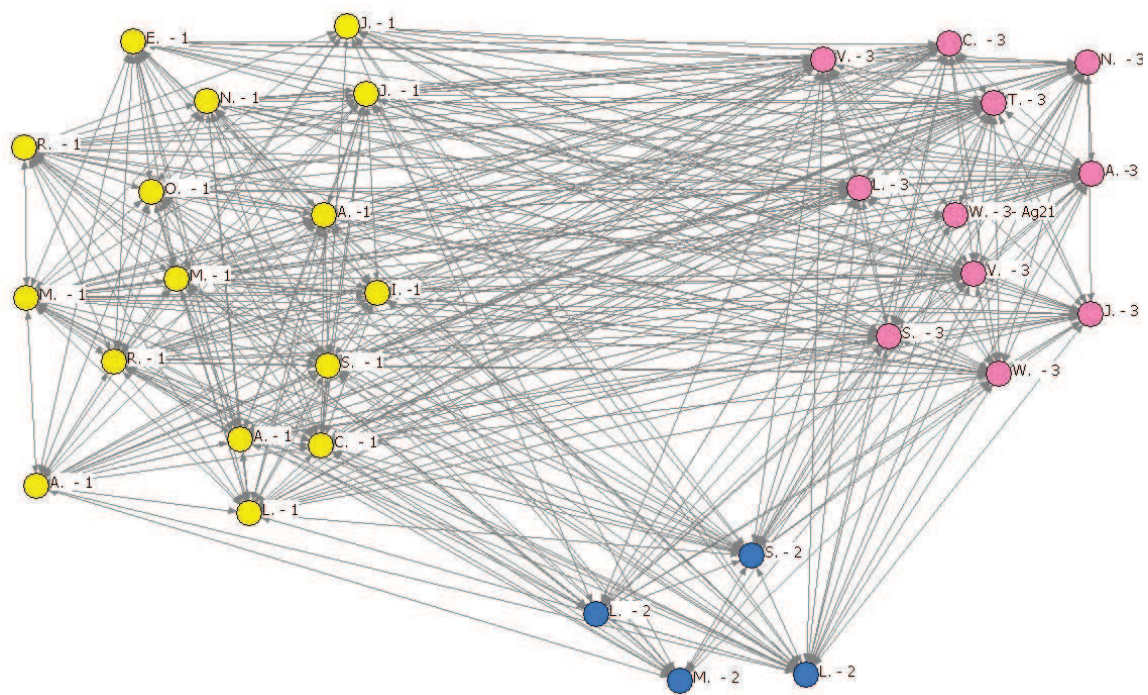 E. - 1
J. - 1
V. - 3
C. - 3
N. - 3
N. - 1
J. - 1
T. - 3
R. - 1
O. - 1
A. -1
L. - 3
W. - 3- Ag21
A. -3
M. - 1
M. - 1
I. -1
V. - 3
S. - 3
J. - 3
R. - 1
S. - 1
W. - 3
A. - 1
C. - 1
A. - 1
L. - 1
S. - 2
L. - 2
M. - 2
L. - 2